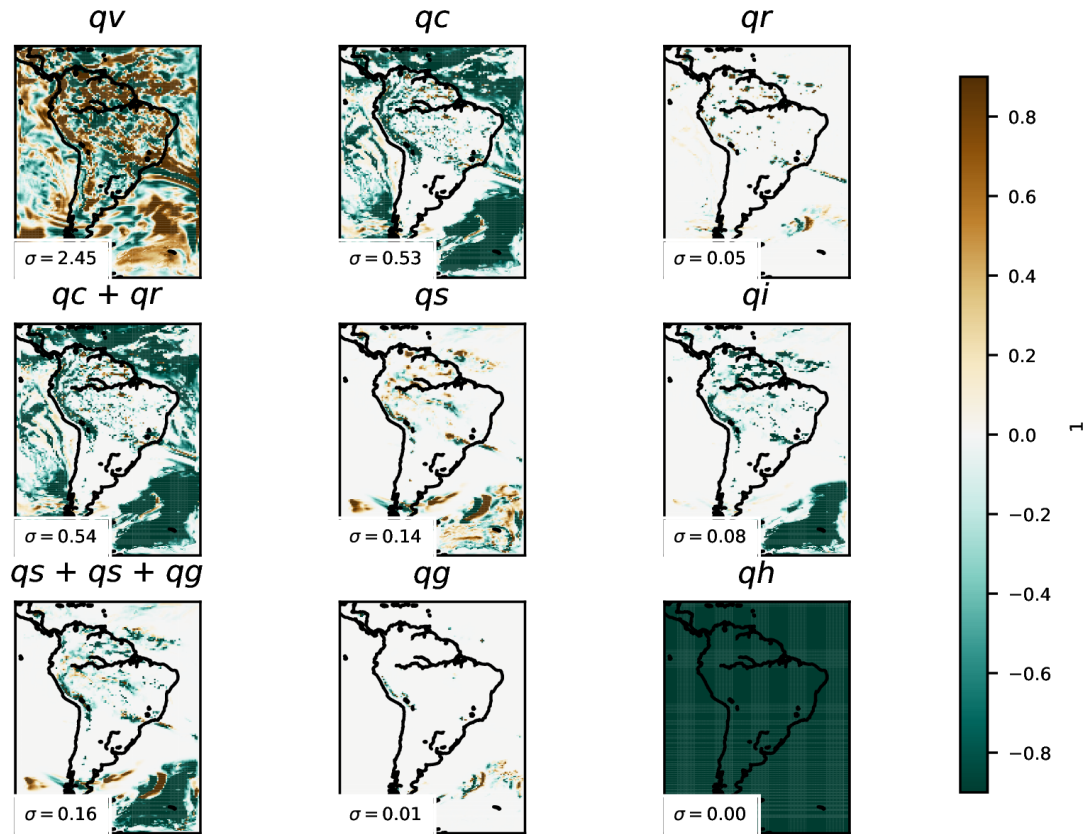 qv
qc
qr
σ = 2.45
σ = 0.53
σ = 0.05
qc + qr
qs
qi
σ = 0.54
σ = 0.14
σ = 0.08
qs + qs + qg
qg
qh
σ = 0.16
σ = 0.01
σ = 0.00
0.8
0.6
0.4
0.2
0.0
−0.2
−0.4
−0.6
−0.8
1